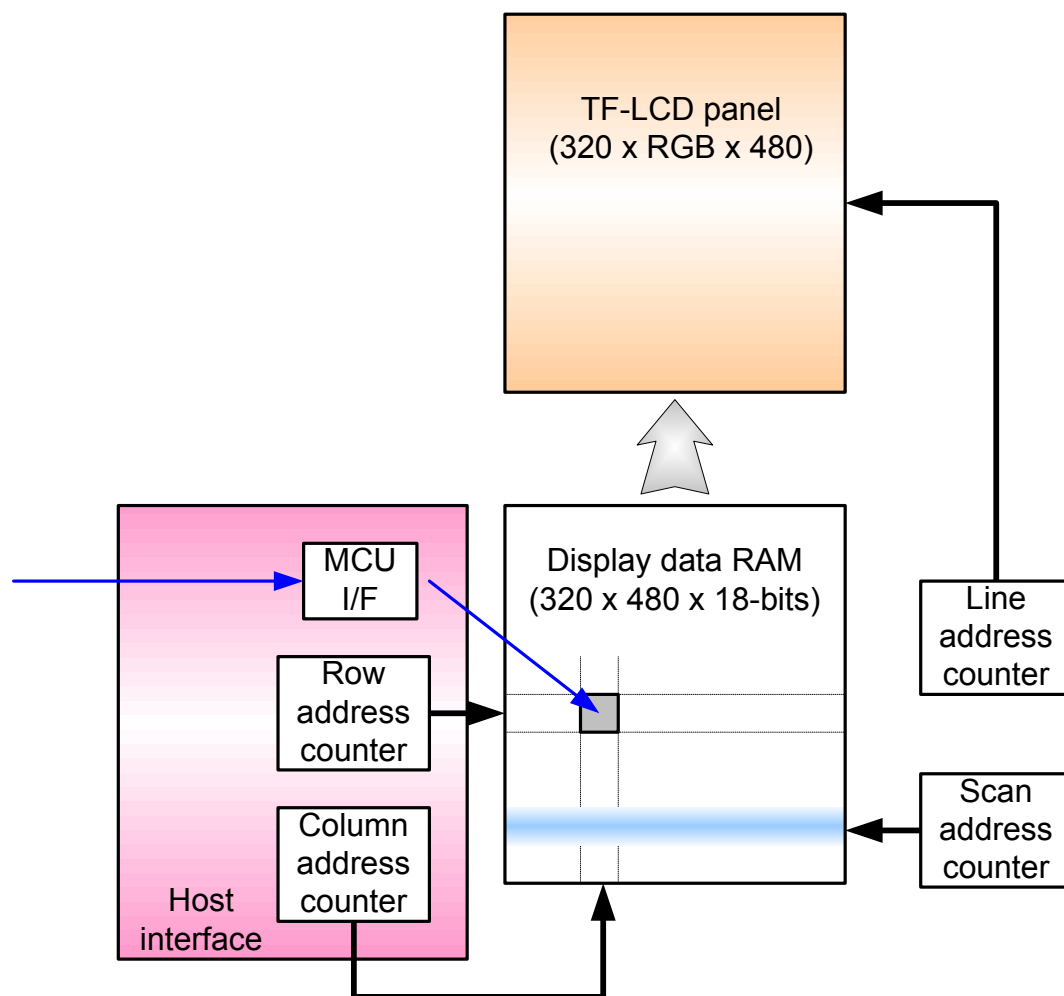 TF-LCD panel
(320 x RGB x 480)
MCU
I/F
Display data RAM
(320 x 480 x 18-bits)
Line
address
counter
Row
address
counter
Column
address
counter
Scan
address
counter
Host
interface